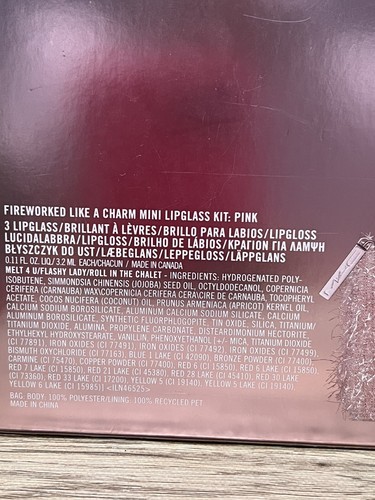 FIREWORKED LIKE A CHARM MINI LIPGLASS KIT: PINK
3 LIPGLASS/BRILLANT À LÈVRES/BRILLO PARA LABIOS/LIPGLOSS
LUCIDALABBRA/LIPGLOSS/BRILHO DE LÁBIOS/ΚΡΑΓΙΟΝ ΓΙΑ ΛΑΜΨΗ
BŁYSZCZYK DO UST/LÆBEGLANS/LEPPEGLOSS/LÄPPGLANS
0.11 FL.OZ. LIQ./3.2 ML EACH/CHACUN / MADE IN CANADA
MELT 4 U/FLASHY LADY/ROLL IN THE CHALET - INGREDIENTS: HYDROGENATED POLY-
ISOBUTENE, SIMMONDSIA CHINENSIS (JOJOBA) SEED OIL, OCTYLDODECANOL, COPERNICIA
CERIFERA (CARNAUBA) WAX\COPERNICIA CERIFERA CERA\CIRE DE CARNAUBA, TOCOPHERYL
ACETATE, COCOS NUCIFERA (COCONUT) OIL, PRUNUS ARMENIACA (APRICOT) KERNEL OIL,
CALCIUM SODIUM BOROSILICATE, ALUMINUM CALCIUM SODIUM SILICATE, CALCIUM
ALUMINUM BOROSILICATE, SYNTHETIC FLUORPHLOGOPITE, TIN OXIDE, SILICA, TITANIUM/
TITANIUM DIOXIDE, ALUMINA, PROPYLENE CARBONATE, DISTEARDIMONIUM HECTORITE,
ETHYLHEXYL HYDROXYSTEARATE, VANILLIN, PHENOXYETHANOL [+/- MICA, TITANIUM DIOXIDE
(CI 77891), IRON OXIDES (CI 77491), IRON OXIDES (CI 77492), IRON OXIDES (CI 77499),
BISMUTH OXYCHLORIDE (CI 77163), BLUE 1 LAKE (CI 42090), BRONZE POWDER (CI 77400),
CARMINE (CI 75470), COPPER POWDER (CI 77400), RED 6 (CI 15850), RED 6 LAKE (CI 15850),
RED 7 LAKE (CI 15850), RED 21 LAKE (CI 45380), RED 28 LAKE (CI 45410), RED 30 LAKE
(CI 73360), RED 33 LAKE (CI 17200), YELLOW 5 (CI 19140), YELLOW 5 LAKE (CI 19140),
YELLOW 6 LAKE (CI 15985)] <ILN46525>
BAG: BODY: 100% POLYESTER/LINING: 100% RECYCLED PET
MADE IN CHINA